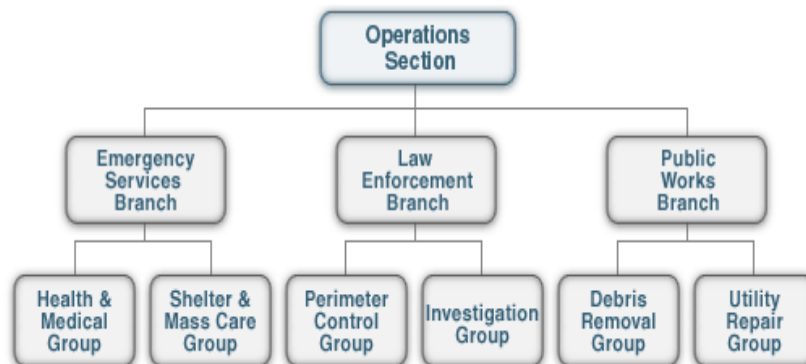 Operations
Section
Emergency
Services
Branch
Law
Enforcement
Branch
Public
Works
Branch
Health &
Medical
Group
Shelter &
Mass Care
Group
Perimeter
Control
Group
Investigation
Group
Debris
Removal
Group
Utility
Repair
Group